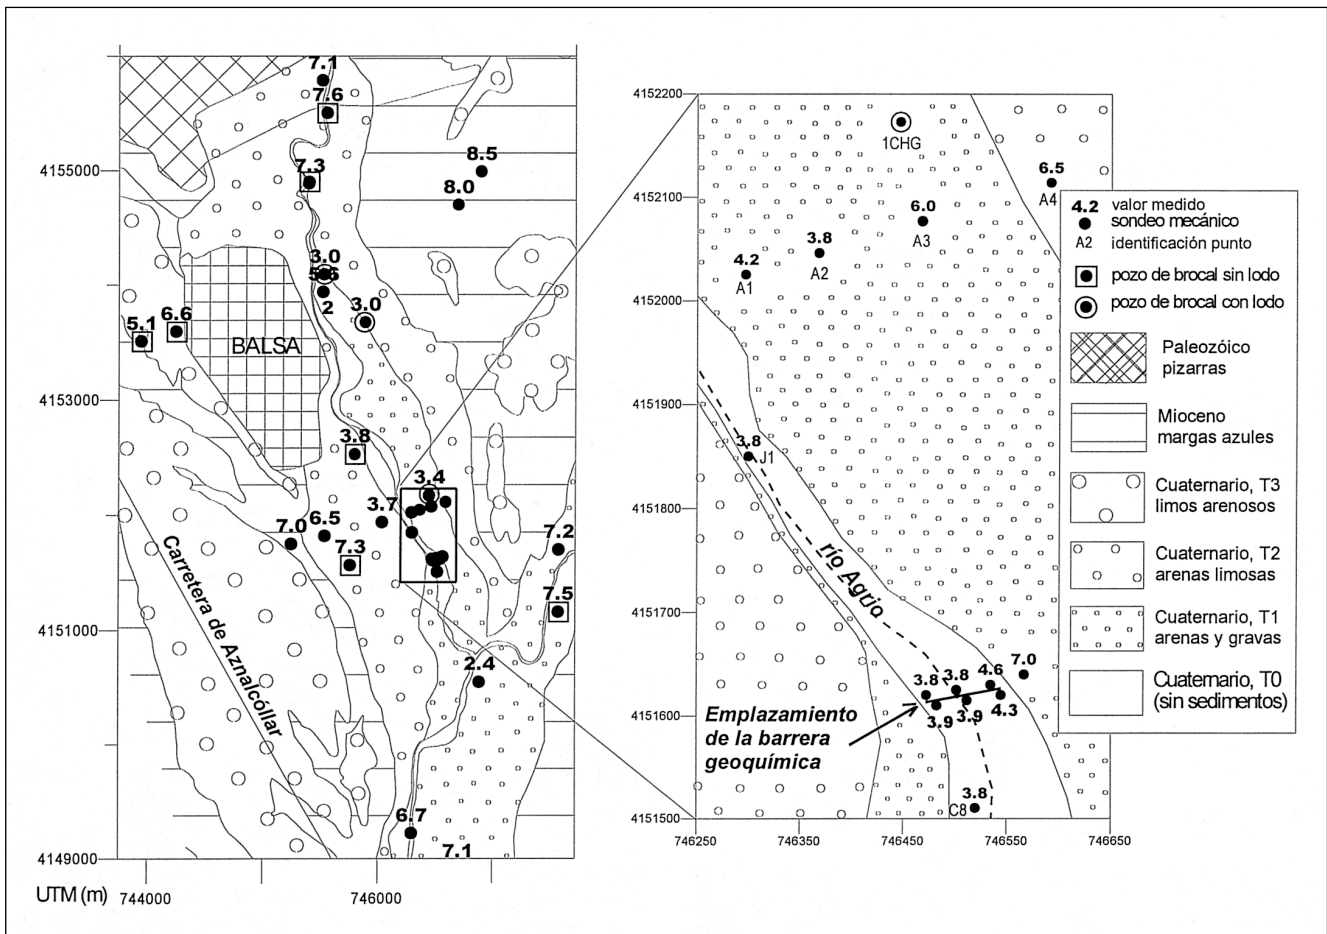 7.1
7.6
4155000
7.3
8.5
8.0
3.0
2
3.0
5.1
6.6
BALSA
4153000
3.8
3.4
3.7
7.0
6.5
7.3
7.2
7.5
Carretera de Aznalcóllar
4151000
2.4
6.7
7.1
4149000
UTM (m)
744000
746000
4152200
1CHG
6.5
A4
4152100
6.0
A3
3.8
A2
4.2
A1
4152000
4151900
3.8
J1
4151800
río Agrio
4151700
7.0
4.6
3.8
3.8
4.3
3.9
3.9
4151600
Emplazamiento
de la barrera
geoquímica
3.8
C8
4151500
746250
746350
746450
746550
746650
4.2 valor medido
sondeo mecánico
A2 identificación punto
pozo de brocal sin lodo
pozo de brocal con lodo
Paleozóico
pizarras
Mioceno
margas azules
Cuaternario, T3
limos arenosos
Cuaternario, T2
arenas limosas
Cuaternario, T1
arenas y gravas
Cuaternario, T0
(sin sedimentos)